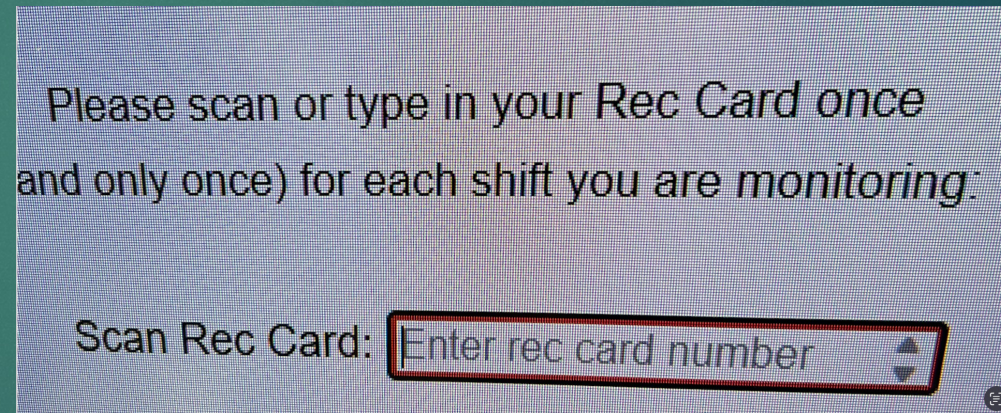 Please scan or type in your Rec Card once
and only once) for each shift you are monitoring:
Scan Rec Card: Enter rec card number